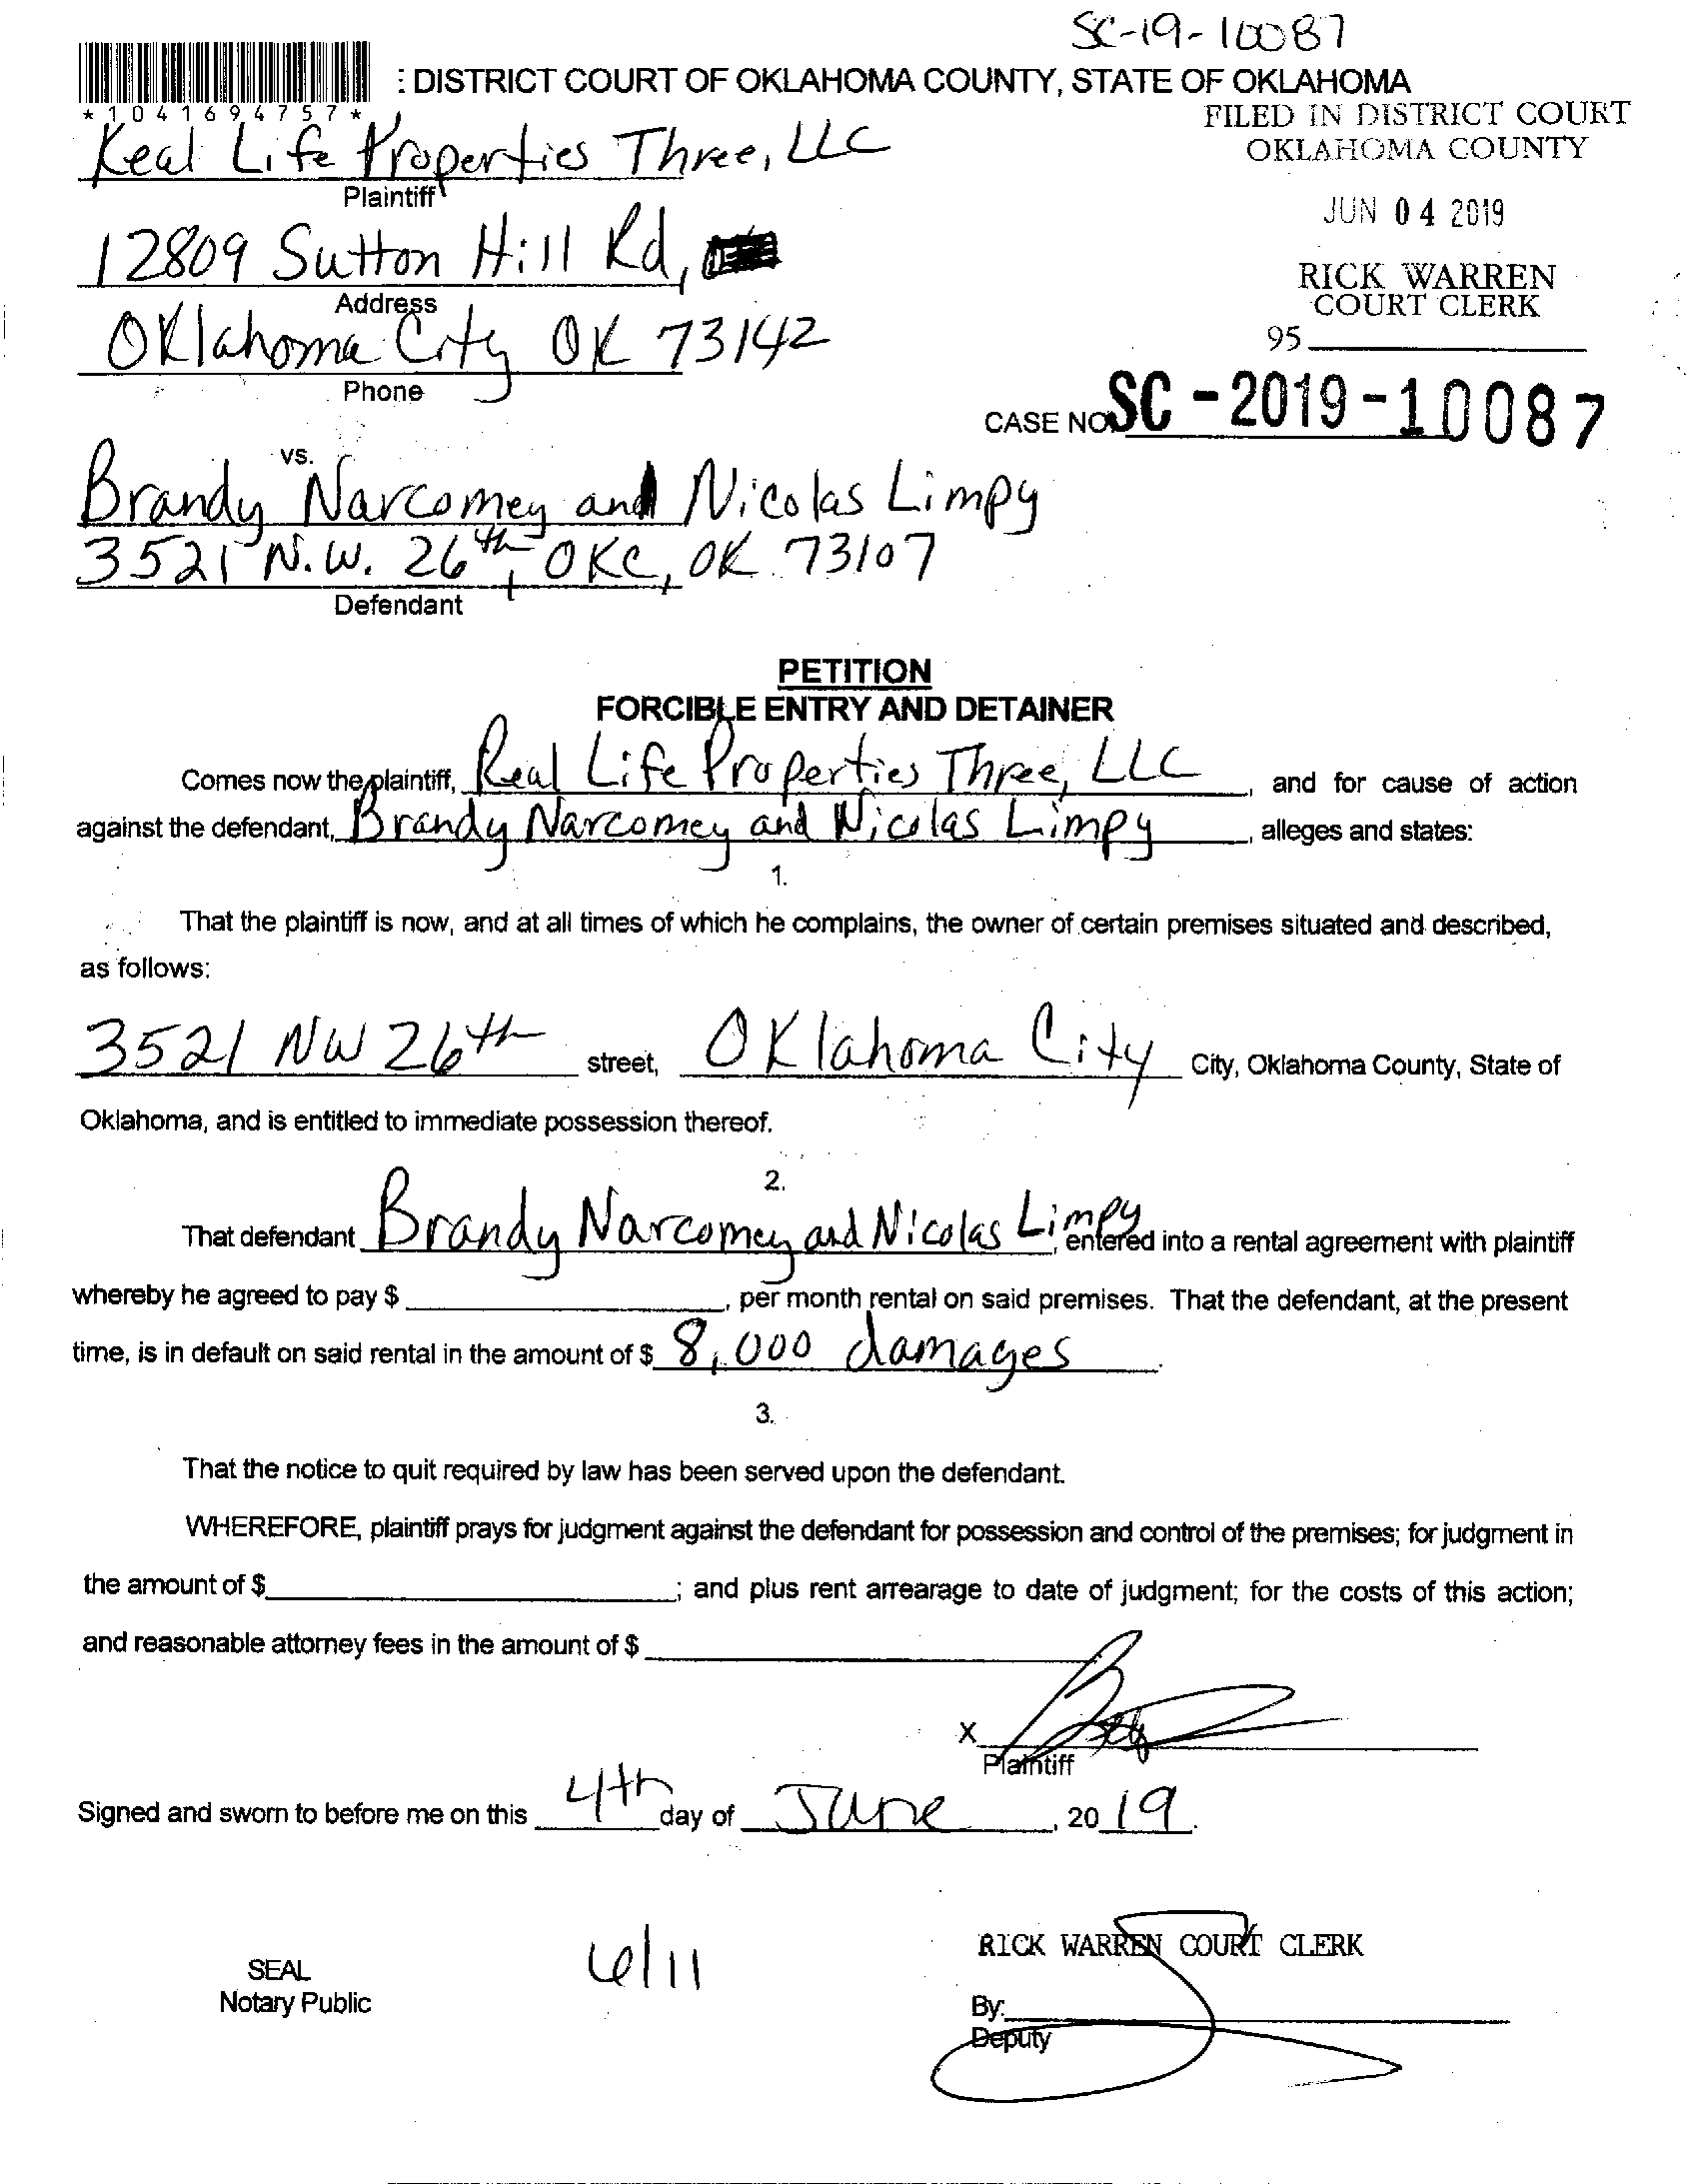 SC-19-10087
: DISTRICT COURT OF OKLAHOMA COUNTY, STATE OF OKLAHOMA
*1041694757*
FILED IN DISTRICT COURT
OKLAHOMA COUNTY
Real Life Properties Three, LLC
Plaintiff
JUN 04 2019
12809 Sutton Hill Rd,
Address
RICK WARREN
COURT CLERK
Oklahoma City OK 73142
95
Phone
CASE NO. SC-2019-10087
vs.
Brandy Narcomey and Nicolas Limpy
3521 N.W. 26th, OKC, OK 73107
Defendant
PETITION
FORCIBLE ENTRY AND DETAINER
Comes now the plaintiff, Real Life Properties Three, LLC, and for cause of action
against the defendant, Brandy Narcomey and Nicolas Limpy, alleges and states:
1.
That the plaintiff is now, and at all times of which he complains, the owner of certain premises situated and described,
as follows:
3521 NW 26th street, Oklahoma City City, Oklahoma County, State of
Oklahoma, and is entitled to immediate possession thereof.
2.
That defendant Brandy Narcomey and Nicolas Limpy, entered into a rental agreement with plaintiff
whereby he agreed to pay $ , per month rental on said premises. That the defendant, at the present
time, is in default on said rental in the amount of $ 8,000 damages.
3.
That the notice to quit required by law has been served upon the defendant.
WHEREFORE, plaintiff prays for judgment against the defendant for possession and control of the premises; for judgment in
the amount of $ ; and plus rent arrearage to date of judgment; for the costs of this action;
and reasonable attorney fees in the amount of $
X
Plaintiff
Signed and sworn to before me on this 4th day of June, 2019.
RICK WARREN COURT CLERK
SEAL
6/11
Notary Public
By:
Deputy